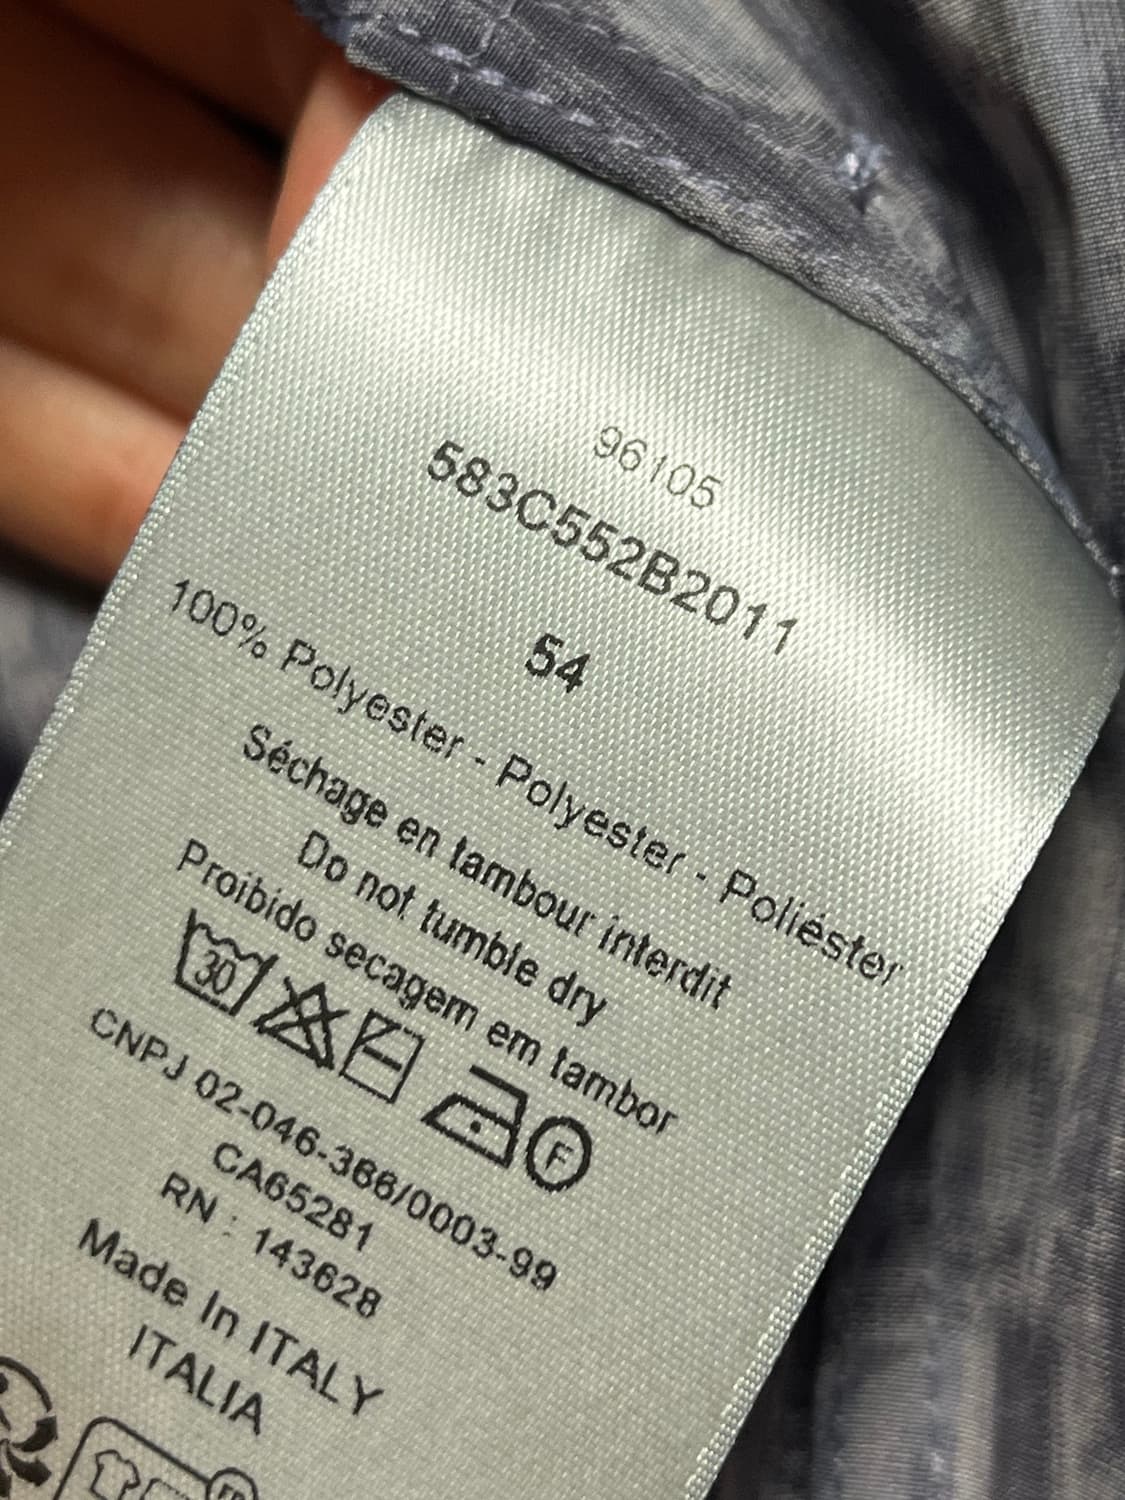 96105
583C552B2011
54
100% Polyester - Polyester - Poliéster
Séchage en tambour interdit
Do not tumble dry
Proibido secagem em tambor
30
F
CNPJ 02-046-366/0003-99
CA65281
RN : 143628
Made In ITALY
ITALIA